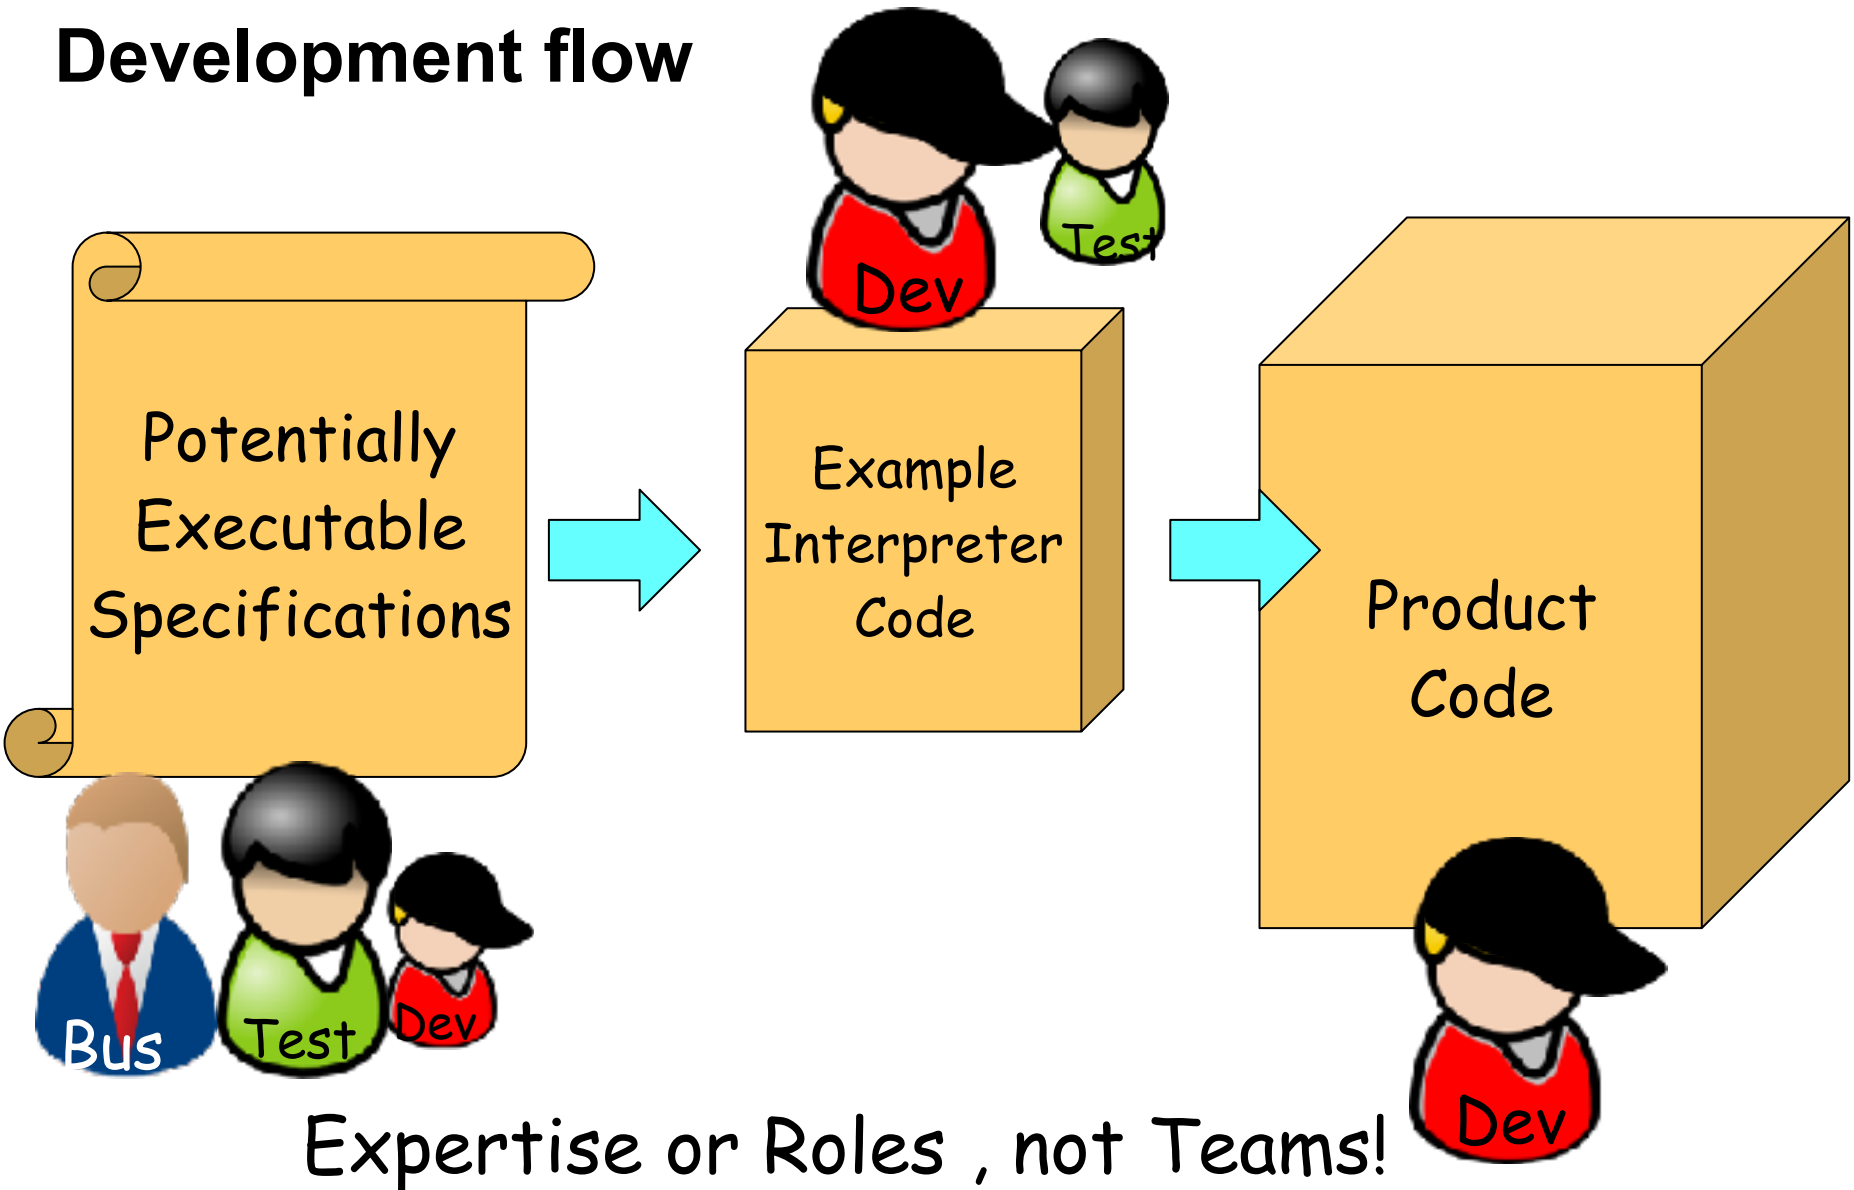 Development flow
Test
Dev
Potentially
Executable
Specifications
Example
Interpreter
Code
Product
Code
Bus
Test
Dev
Dev
Expertise or Roles , not Teams!